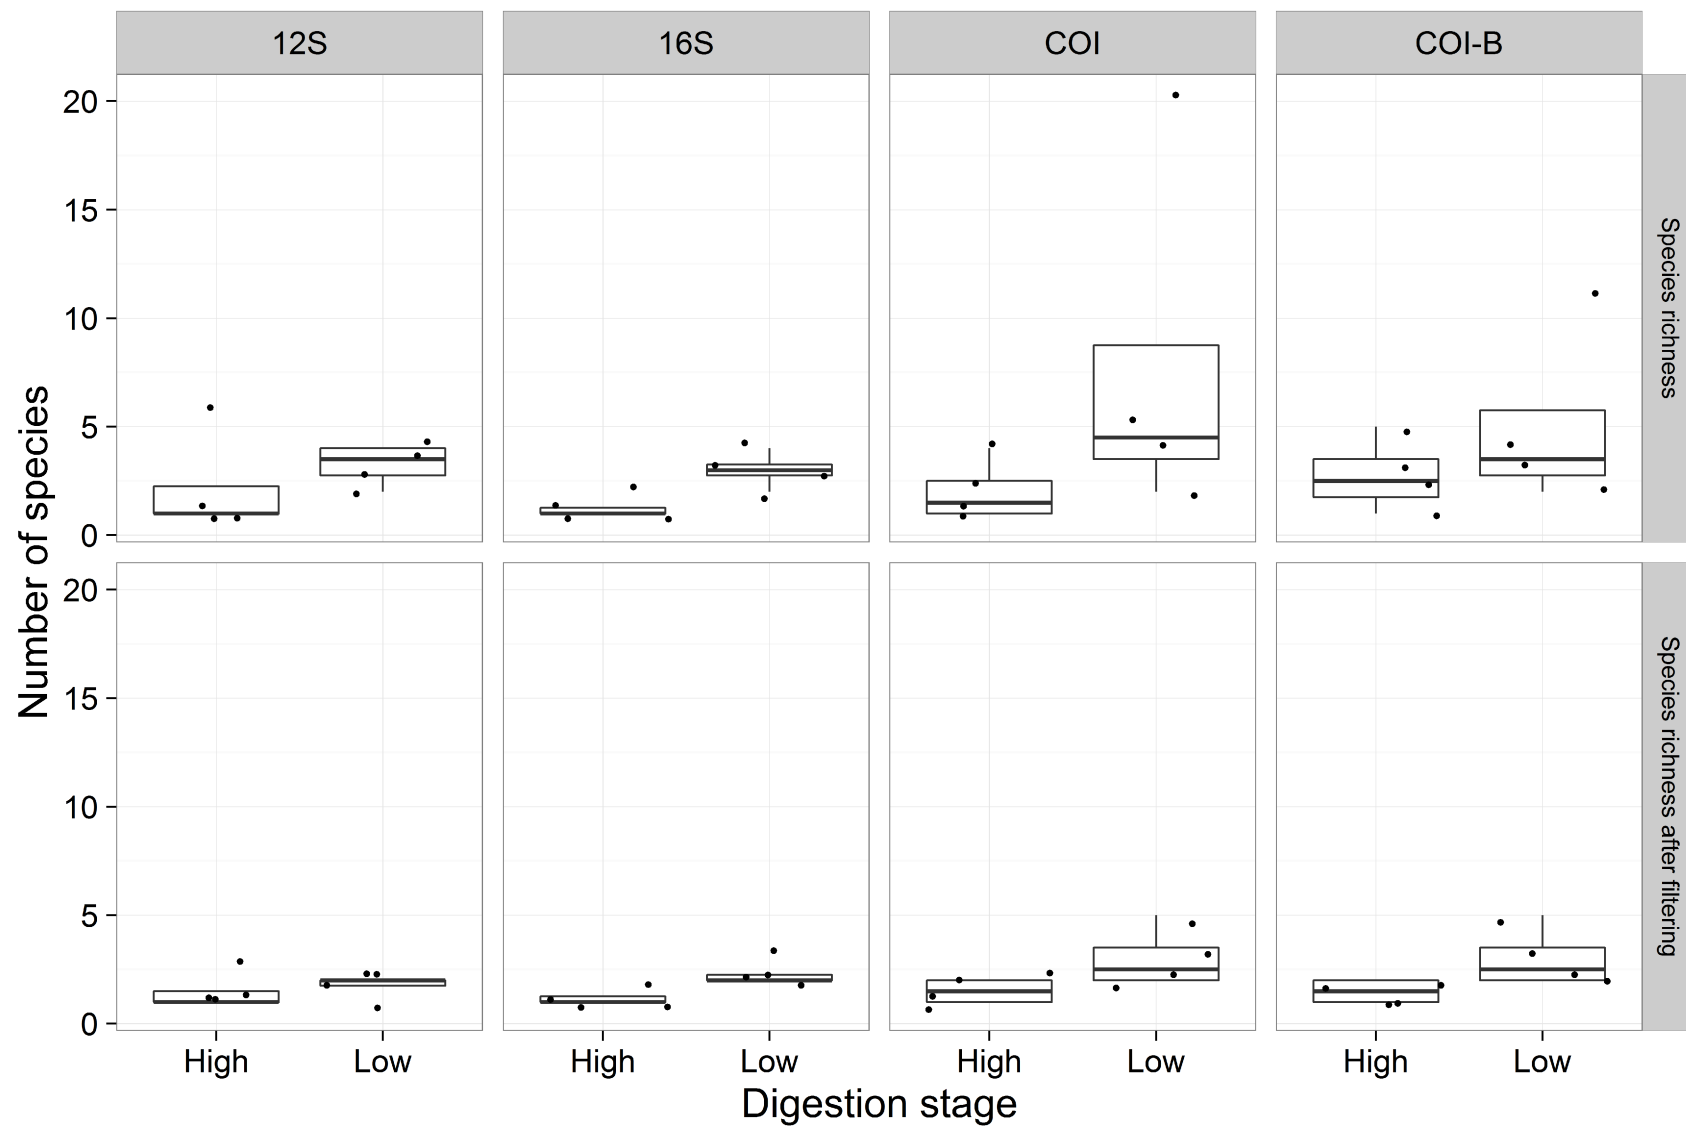 12S 16S COI COI-B
Number of species
20
15
10
5
0
Species richness
20
15
10
5
0
Species richness after filtering
High Low High Low High Low High Low
Digestion stage